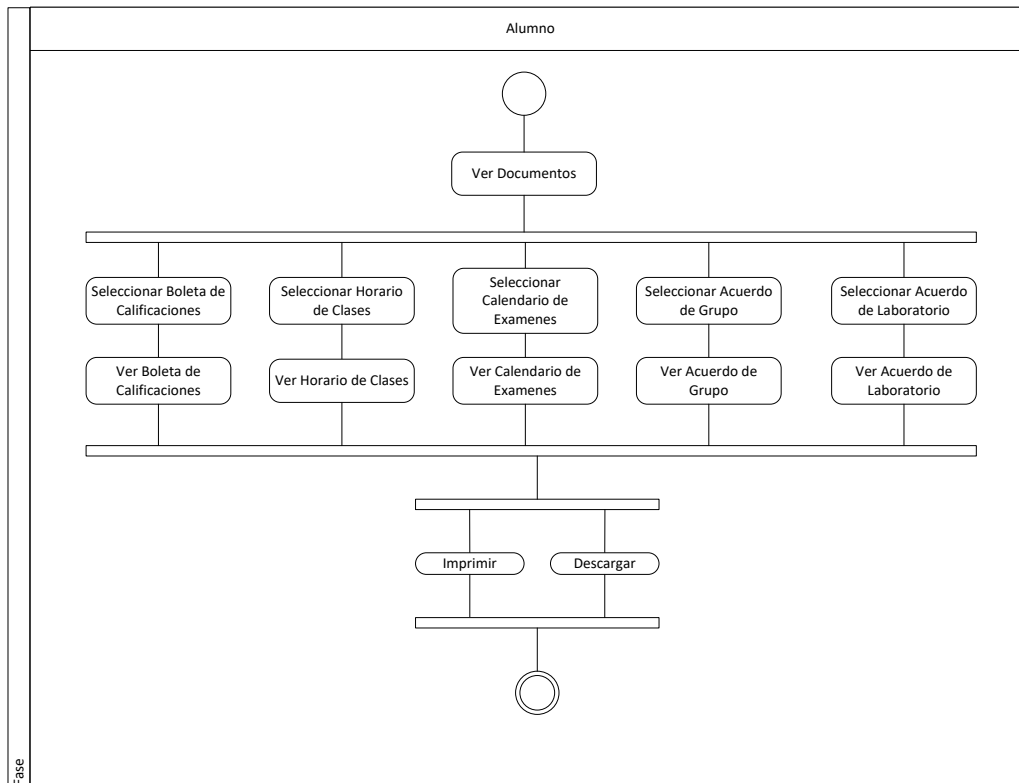 Alumno
Ver Documentos
Seleccionar Boleta de
Calificaciones
Seleccionar Horario
de Clases
Seleccionar
Calendario de
Examenes
Seleccionar Acuerdo
de Grupo
Seleccionar Acuerdo
de Laboratorio
Ver Boleta de
Calificaciones
Ver Horario de Clases
Ver Calendario de
Examenes
Ver Acuerdo de
Grupo
Ver Acuerdo de
Laboratorio
Imprimir
Descargar
Fase